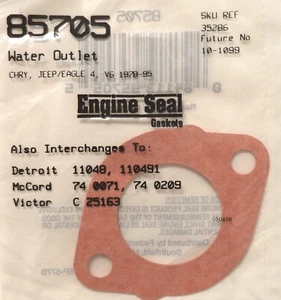 85705
SKU REF
35286
Future No
10-1099
Water Outlet
CHRY, JEEP/EAGLE 4, V6 1978-95
Engine Seal
Gaskets
Also Interchanges To:
Detroit 11048, 110491
McCord 74 0071, 74 0209
Victor C 25163